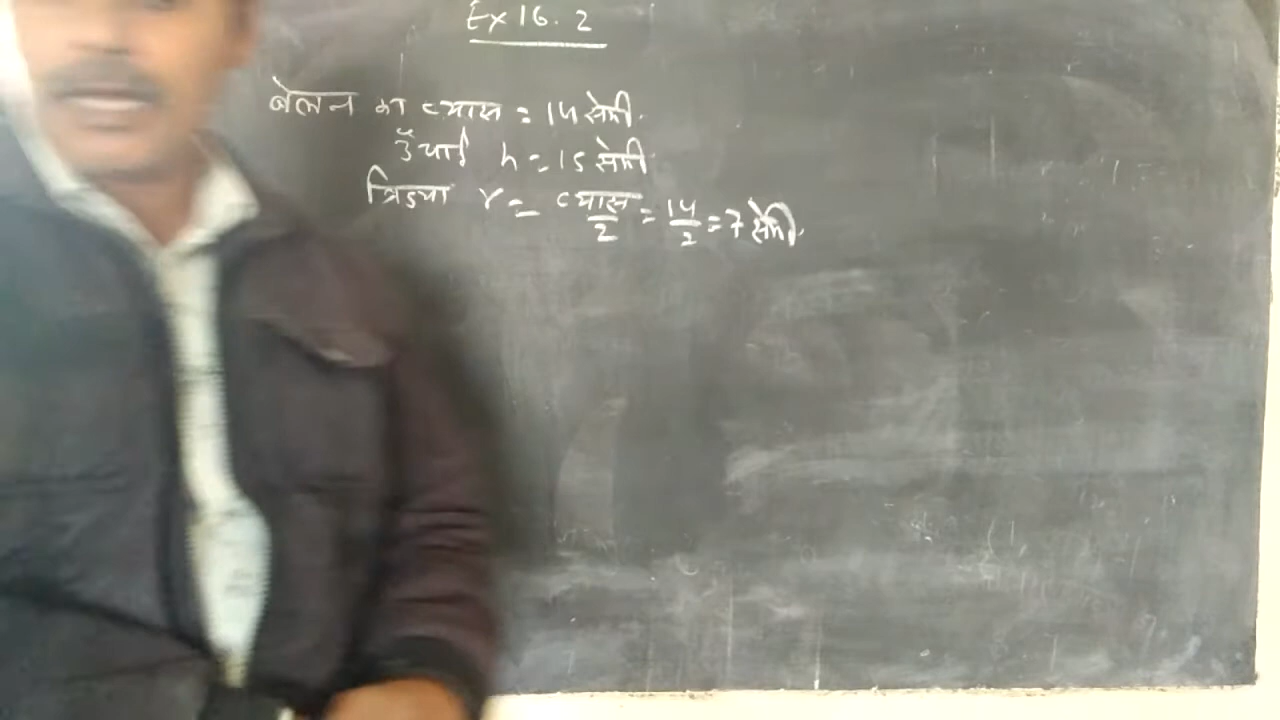 Ex 16.2
बेलन का व्यास = 14 सेमी.
ऊँचाई h = 15 सेमी.
त्रिज्या r = व्यास/2 = 14/2 = 7 सेमी.